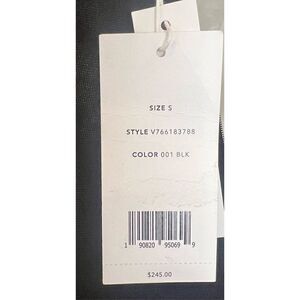 SIZE S
STYLE V766183788
COLOR 001 BLK
1 90820 95069 9
$245.00